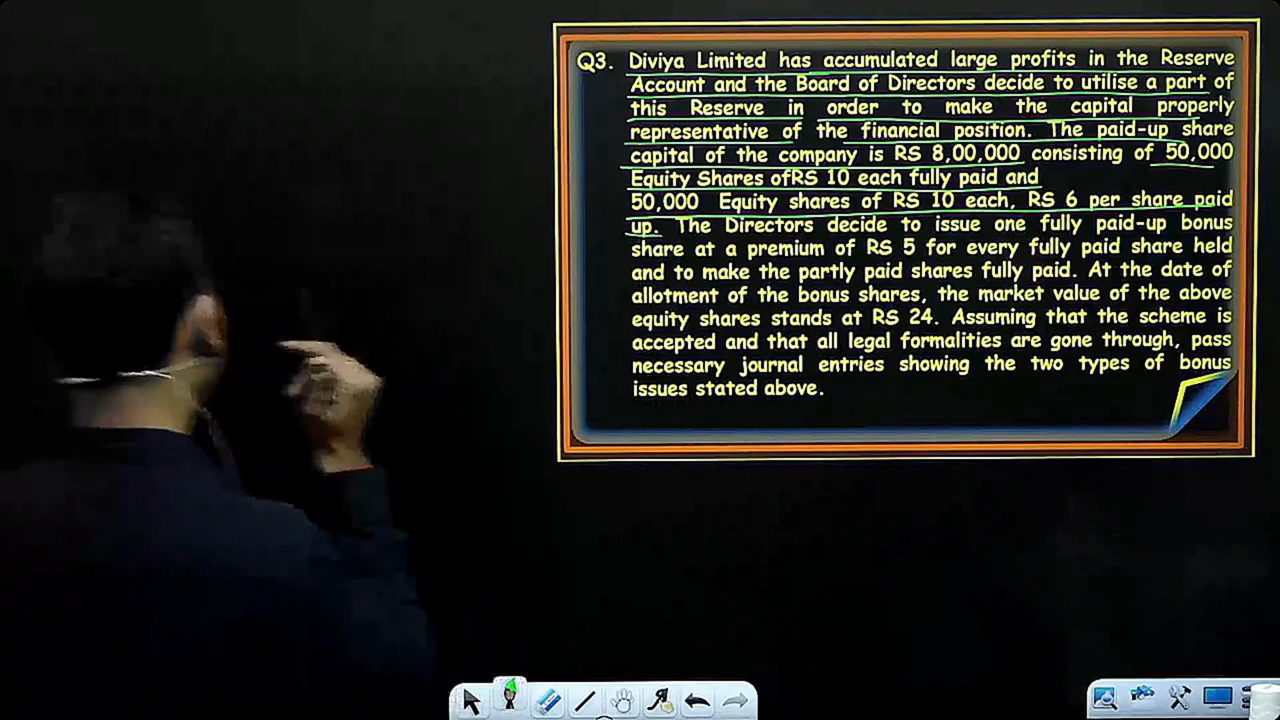 Q3. Diviya Limited has accumulated large profits in the Reserve
Account and the Board of Directors decide to utilise a part of
this Reserve in order to make the capital properly
representative of the financial position. The paid-up share
capital of the company is RS 8,00,000 consisting of 50,000
Equity Shares ofRS 10 each fully paid and
50,000 Equity shares of RS 10 each, RS 6 per share paid
up. The Directors decide to issue one fully paid-up bonus
share at a premium of RS 5 for every fully paid share held
and to make the partly paid shares fully paid. At the date of
allotment of the bonus shares, the market value of the above
equity shares stands at RS 24. Assuming that the scheme is
accepted and that all legal formalities are gone through, pass
necessary journal entries showing the two types of bonus
issues stated above.